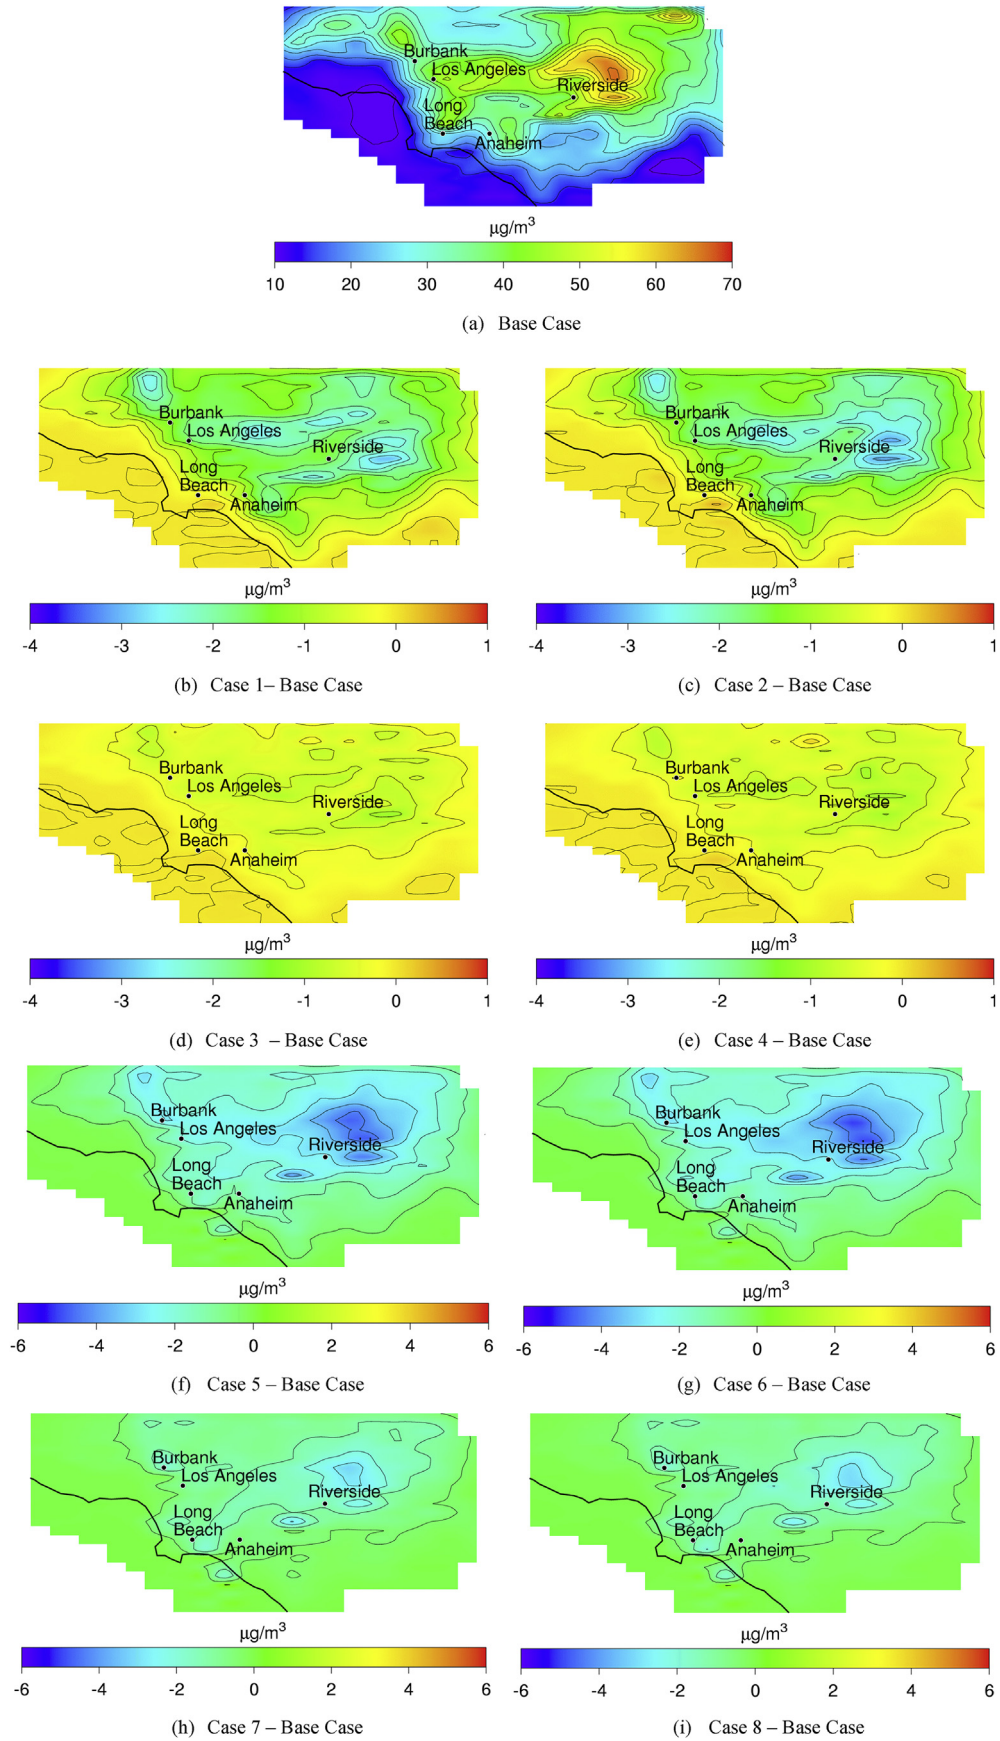 Burbank
Los Angeles
Riverside
Long
Beach
Anaheim
μg/m³
10 20 30 40 50 60 70
(a) Base Case
Burbank
Los Angeles
Riverside
Long
Beach
Anaheim
μg/m³
-4 -3 -2 -1 0 1
(b) Case 1– Base Case
Burbank
Los Angeles
Riverside
Long
Beach
Anaheim
μg/m³
-4 -3 -2 -1 0 1
(c) Case 2 – Base Case
Burbank
Los Angeles
Riverside
Long
Beach
Anaheim
μg/m³
-4 -3 -2 -1 0 1
(d) Case 3 – Base Case
Burbank
Los Angeles
Riverside
Long
Beach
Anaheim
μg/m³
-4 -3 -2 -1 0 1
(e) Case 4 – Base Case
Burbank
Los Angeles
Riverside
Long
Beach
Anaheim
μg/m³
-6 -4 -2 0 2 4 6
(f) Case 5 – Base Case
Burbank
Los Angeles
Riverside
Long
Beach
Anaheim
μg/m³
-6 -4 -2 0 2 4 6
(g) Case 6 – Base Case
Burbank
Los Angeles
Riverside
Long
Beach
Anaheim
μg/m³
-6 -4 -2 0 2 4 6
(h) Case 7 – Base Case
Burbank
Los Angeles
Riverside
Long
Beach
Anaheim
μg/m³
-6 -4 -2 0 2 4 6
(i) Case 8 – Base Case